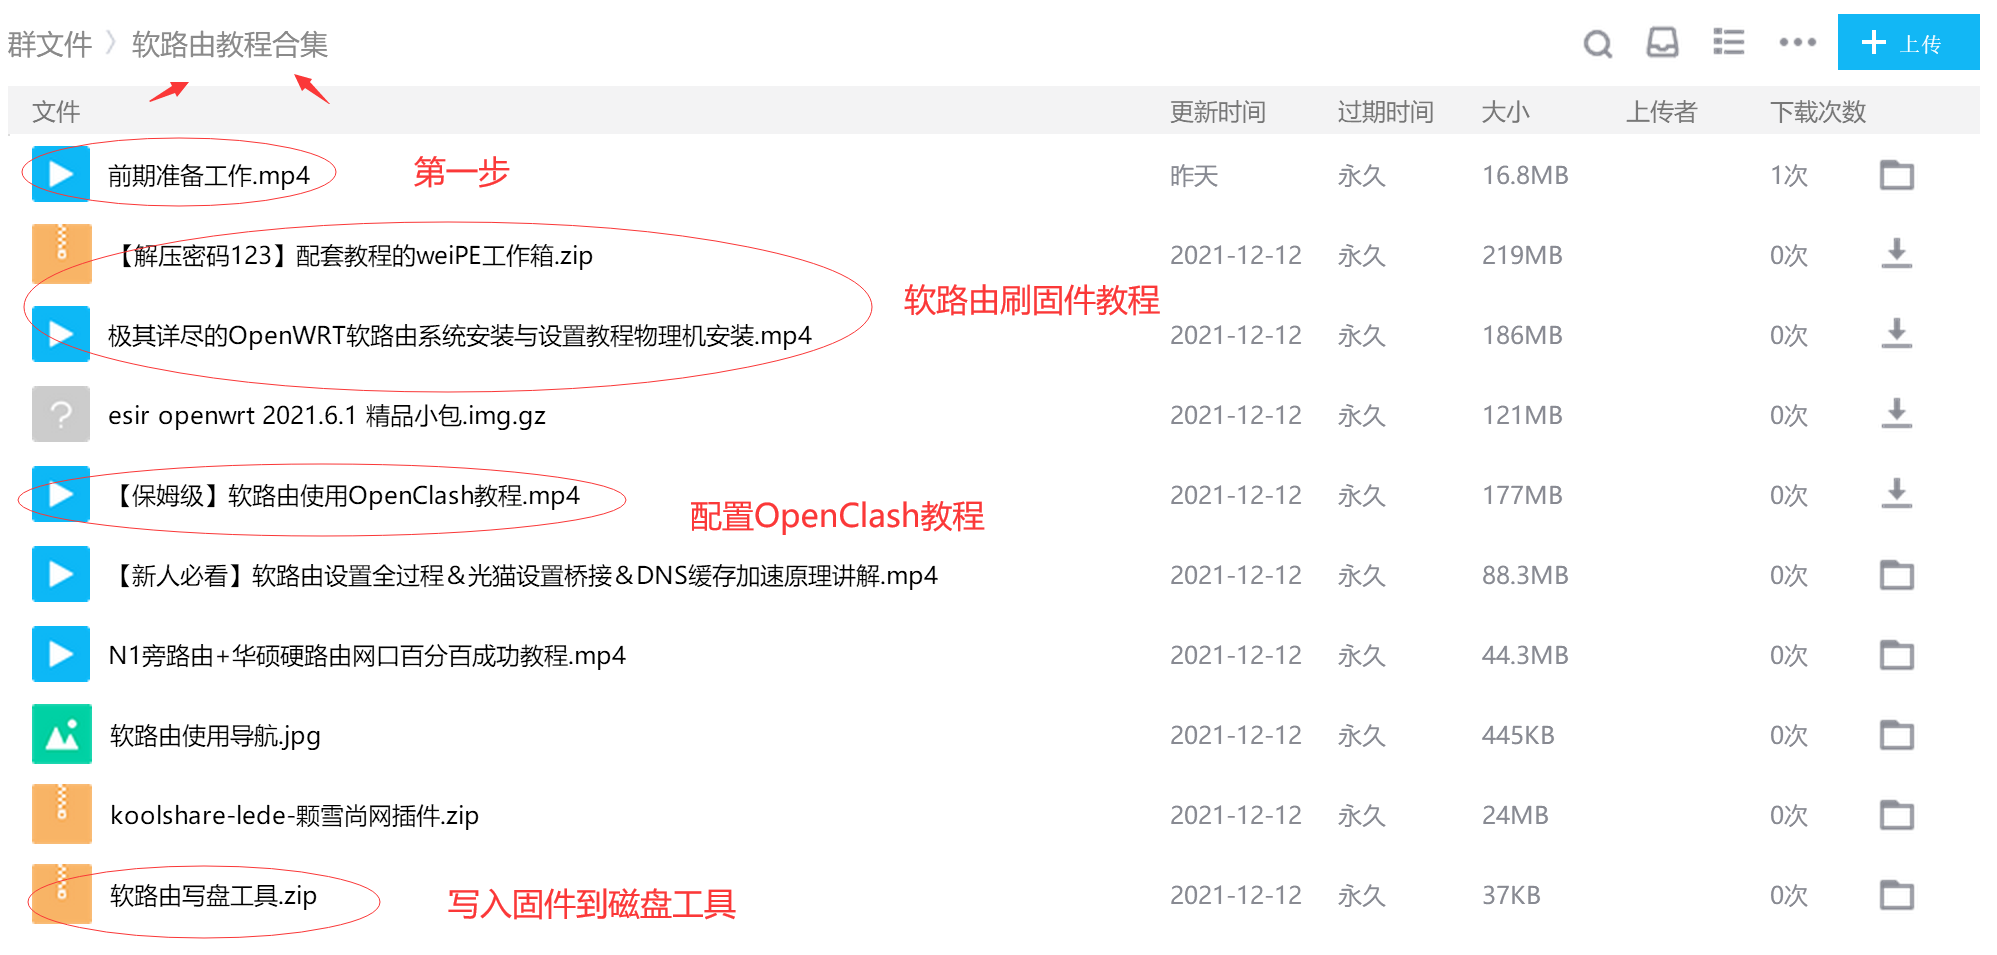 群文件 〉 软路由教程合集
上传
文件 更新时间 过期时间 大小 上传者 下载次数
前期准备工作.mp4 第一步 昨天 永久 16.8MB 1次
【解压密码123】配套教程的weiPE工作箱.zip 2021-12-12 永久 219MB 0次
软路由刷固件教程
极其详尽的OpenWRT软路由系统安装与设置教程物理机安装.mp4 2021-12-12 永久 186MB 0次
esir openwrt 2021.6.1 精品小包.img.gz 2021-12-12 永久 121MB 0次
【保姆级】软路由使用OpenClash教程.mp4 2021-12-12 永久 177MB 0次
配置OpenClash教程
【新人必看】软路由设置全过程&光猫设置桥接&DNS缓存加速原理讲解.mp4 2021-12-12 永久 88.3MB 0次
N1旁路由+华硕硬路由网口百分百成功教程.mp4 2021-12-12 永久 44.3MB 0次
软路由使用导航.jpg 2021-12-12 永久 445KB 0次
koolshare-lede-颗雪尚网插件.zip 2021-12-12 永久 24MB 0次
软路由写盘工具.zip 写入固件到磁盘工具 2021-12-12 永久 37KB 0次